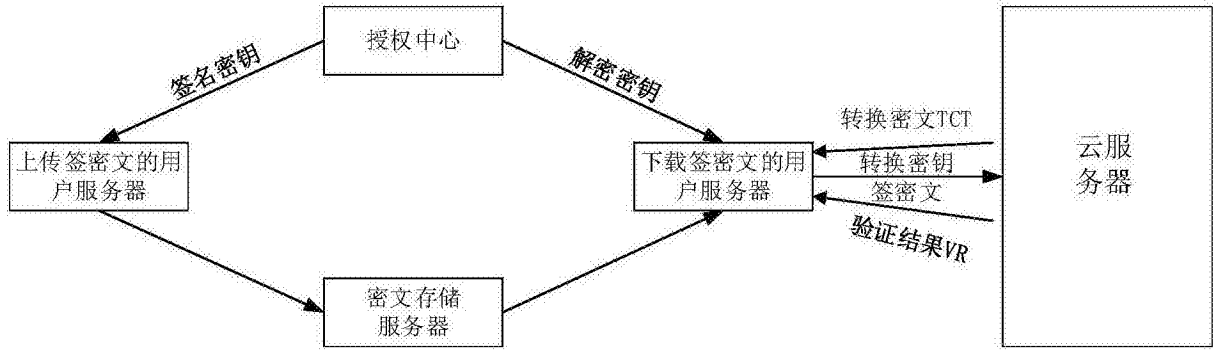 授权中心
签名密钥
解密密钥
上传签密文的用
户服务器
下载签密文的用
户服务器
转换密文TCT
转换密钥
签密文
验证结果VR
云服
务器
密文存储
服务器